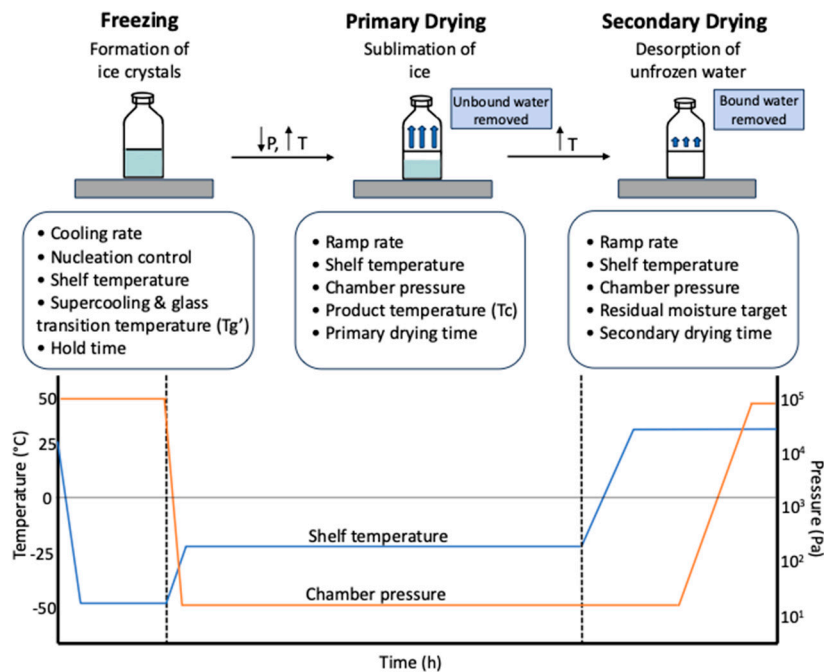 Freezing
Formation of
ice crystals
Primary Drying
Sublimation of
ice
Secondary Drying
Desorption of
unfrozen water
Unbound water
removed
Bound water
removed
↓P, ↑T
↑T
• Cooling rate
• Nucleation control
• Shelf temperature
• Supercooling & glass
transition temperature (Tg’)
• Hold time
• Ramp rate
• Shelf temperature
• Chamber pressure
• Product temperature (Tc)
• Primary drying time
• Ramp rate
• Shelf temperature
• Chamber pressure
• Residual moisture target
• Secondary drying time
Temperature (°C)
50
25
0
-25
-50
Shelf temperature
Chamber pressure
10⁵
10⁴
10³
10²
10¹
Pressure (Pa)
Time (h)